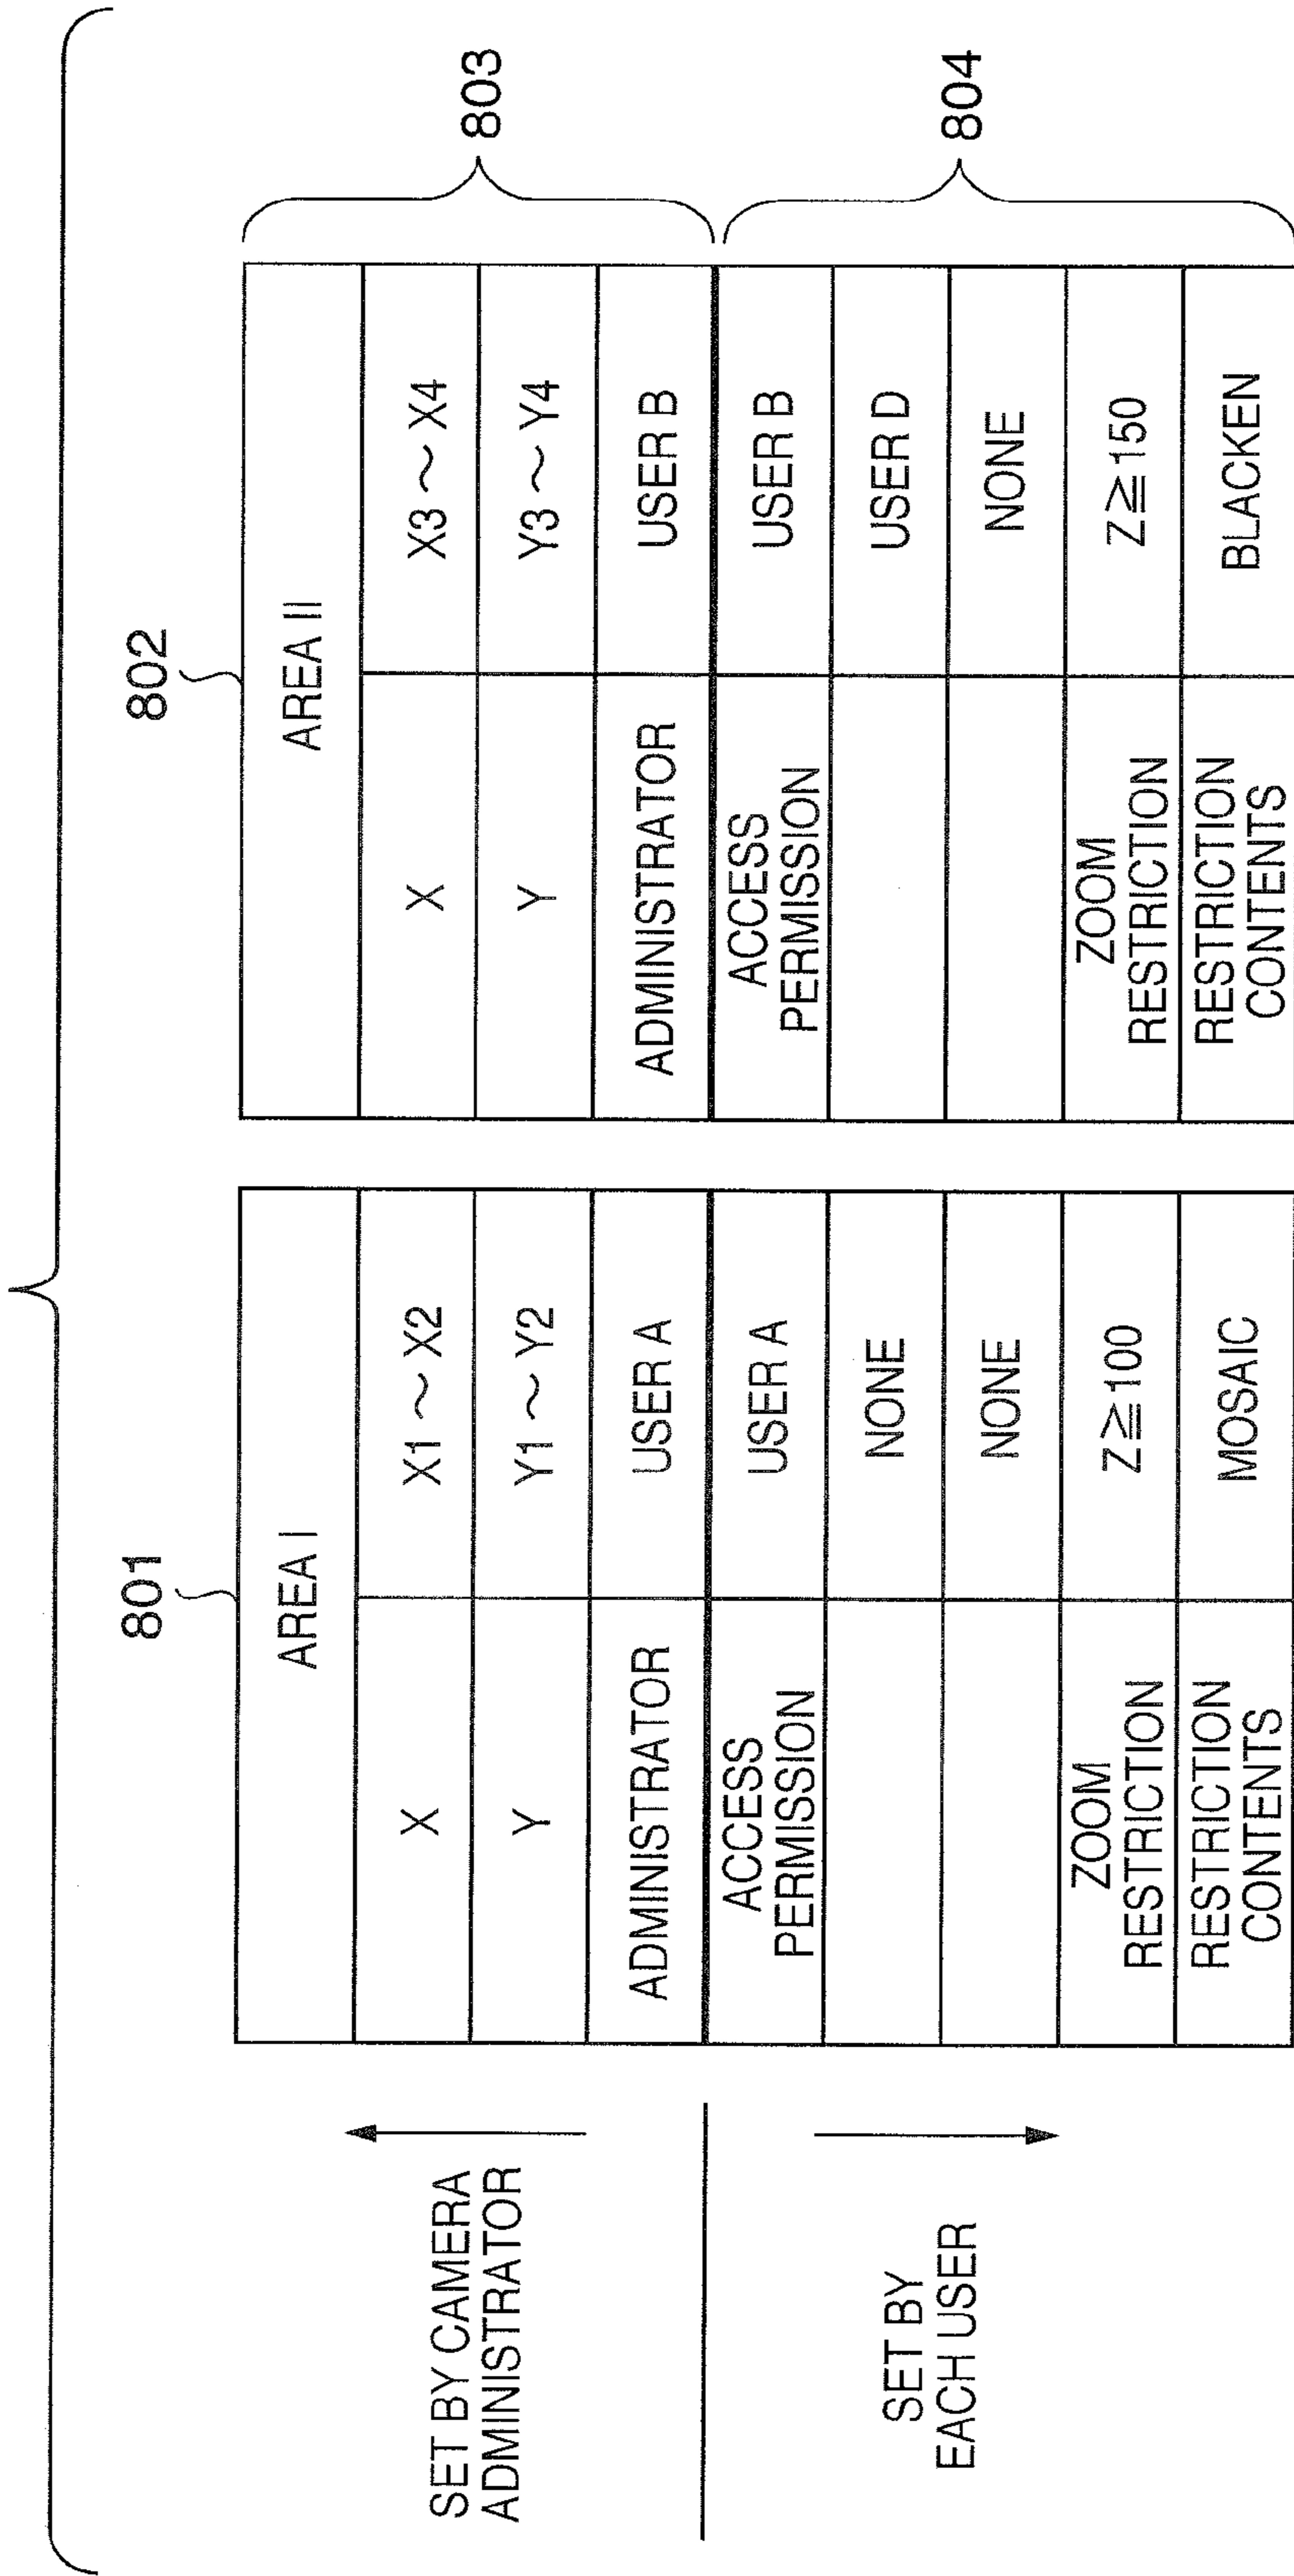 801
802
AREA I
X
X1 ~ X2
Y
Y1 ~ Y2
ADMINISTRATOR
USER A
ACCESS
PERMISSION
USER A
NONE
NONE
ZOOM
RESTRICTION
Z≧100
RESTRICTION
CONTENTS
MOSAIC
AREA II
X
X3 ~ X4
Y
Y3 ~ Y4
ADMINISTRATOR
USER B
ACCESS
PERMISSION
USER B
USER D
NONE
ZOOM
RESTRICTION
Z≧150
RESTRICTION
CONTENTS
BLACKEN
803
804
SET BY CAMERA
ADMINISTRATOR
SET BY
EACH USER